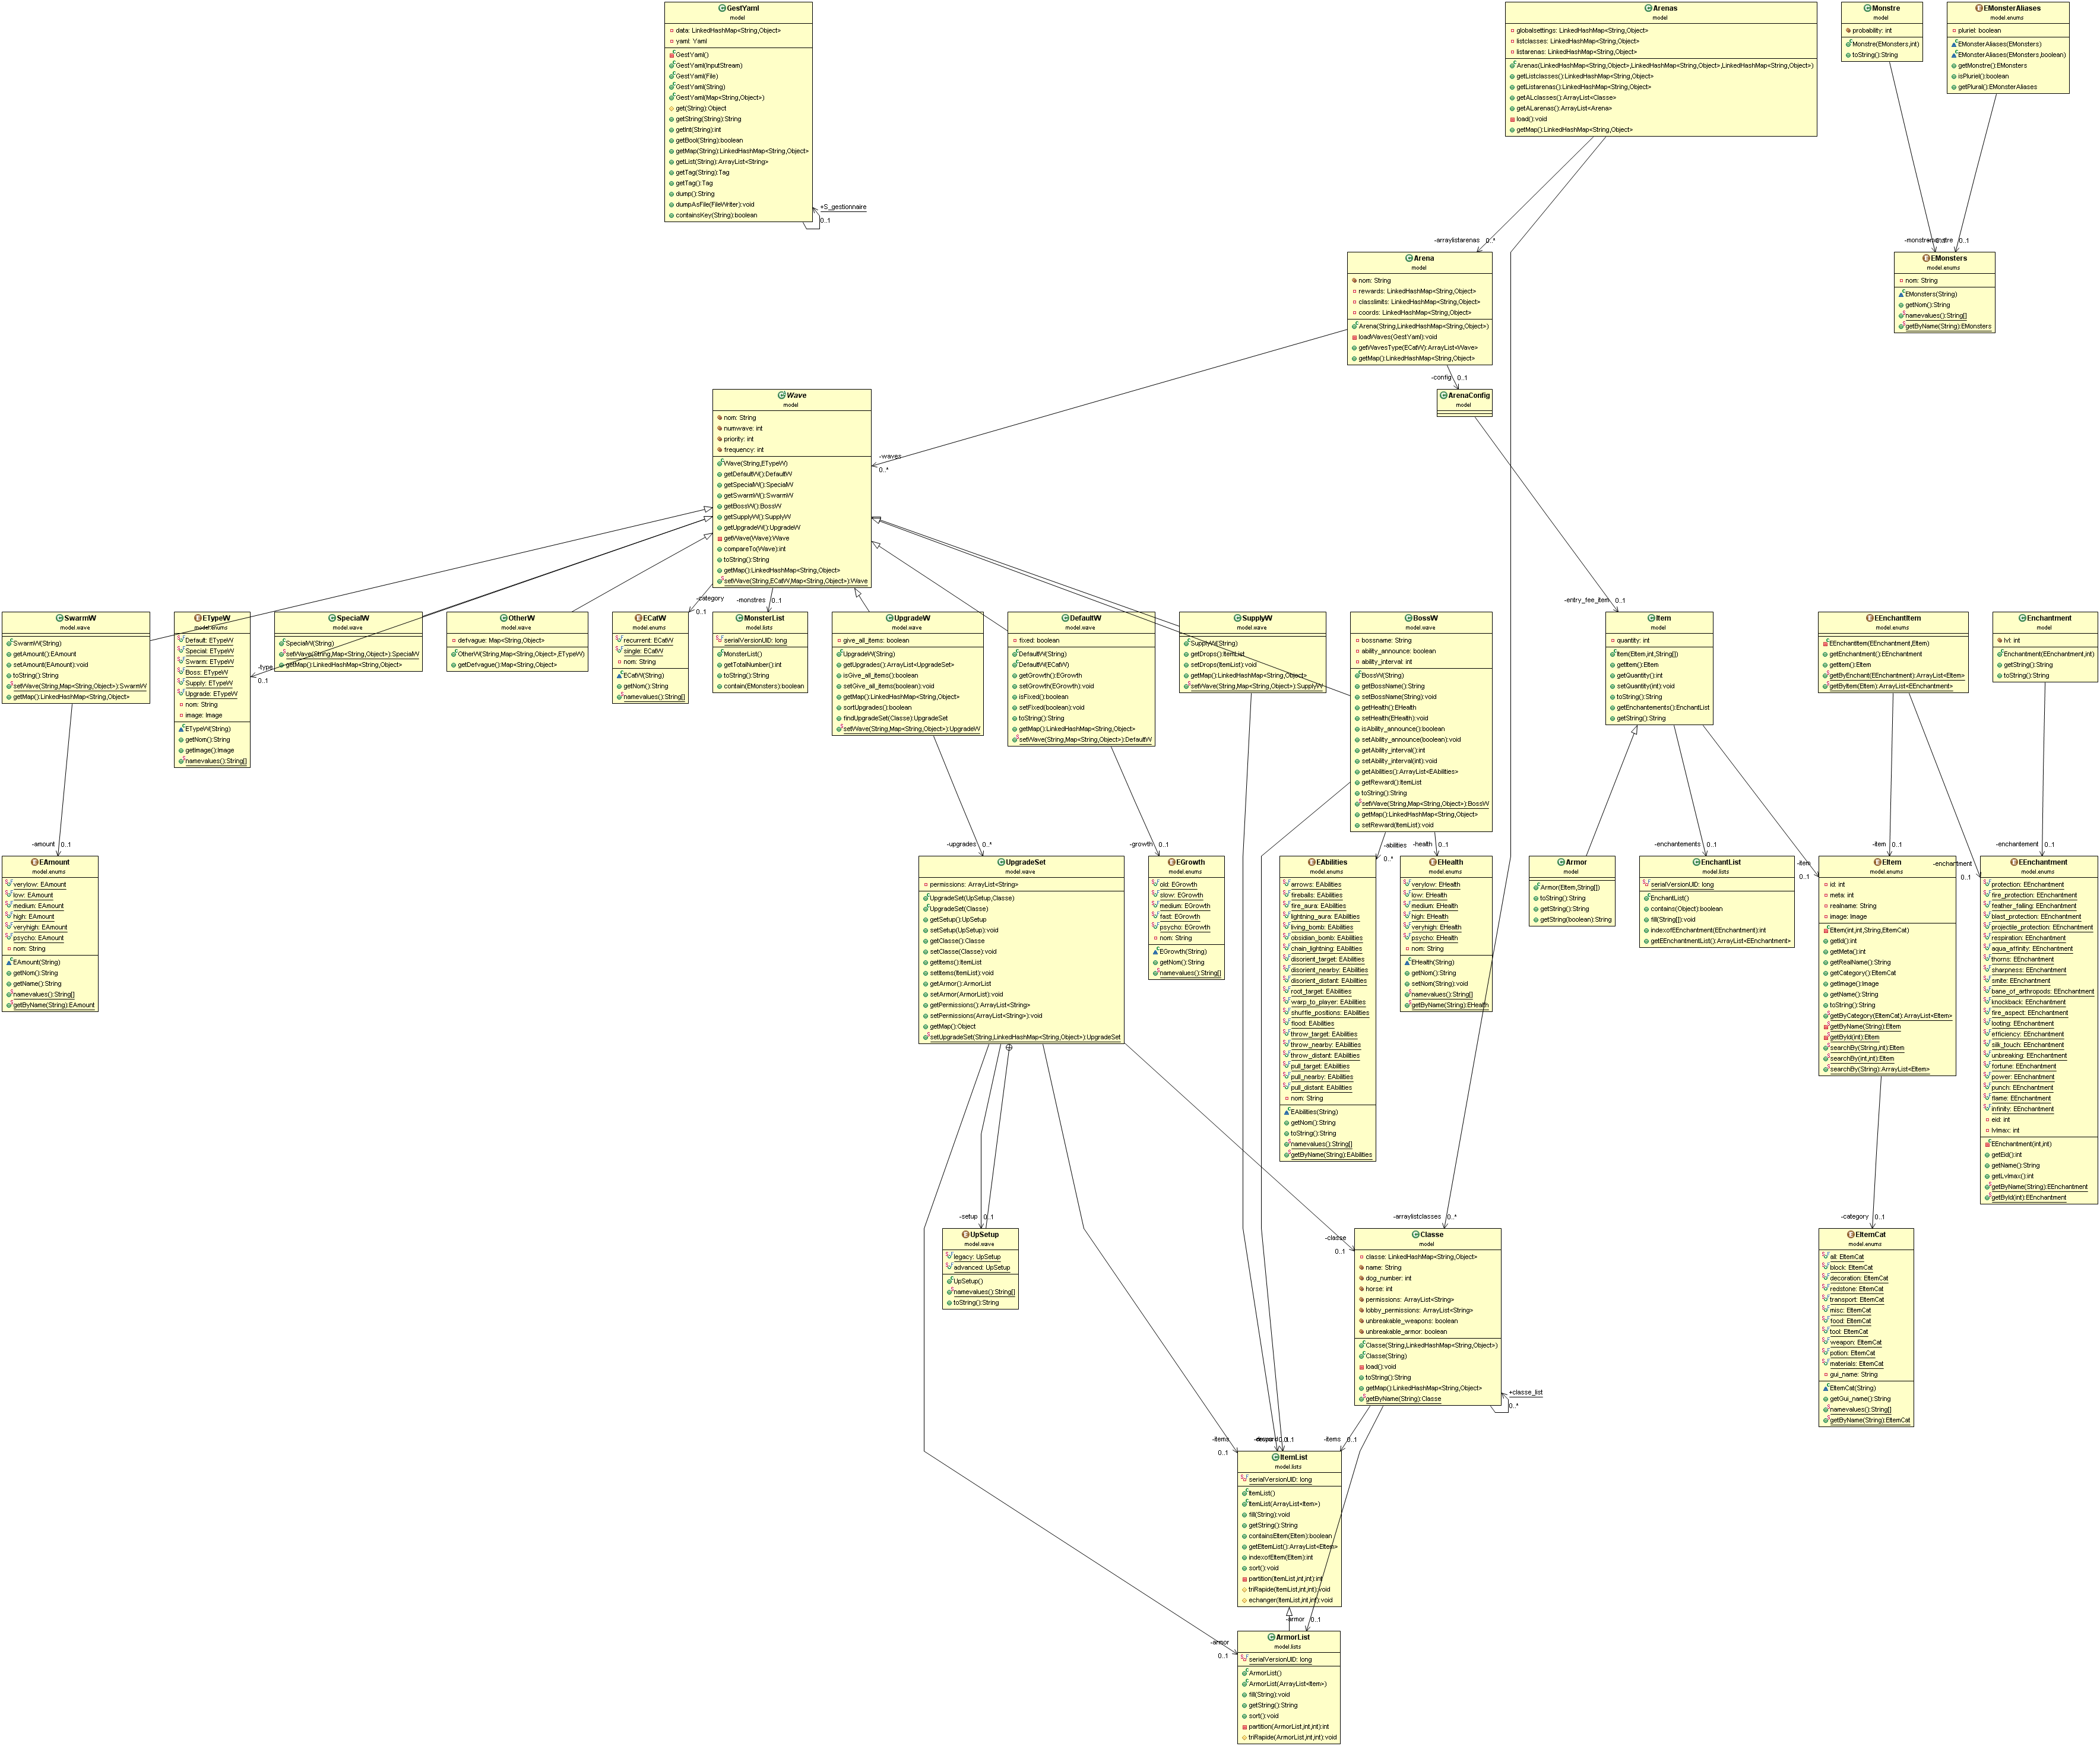 GestYaml
model
data: LinkedHashMap<String,Object>
yaml: Yaml
GestYaml()
GestYaml(InputStream)
GestYaml(File)
GestYaml(String)
GestYaml(Map<String,Object>)
get(String):Object
getString(String):String
getInt(String):int
getBool(String):boolean
getMap(String):LinkedHashMap<String,Object>
getList(String):ArrayList<String>
getTag(String):Tag
getTag():Tag
dump():String
dumpAsFile(FileWriter):void
containsKey(String):boolean
+S_gestionnaire
0..1
Arenas
model
globalsettings: LinkedHashMap<String,Object>
listclasses: LinkedHashMap<String,Object>
listarenas: LinkedHashMap<String,Object>
Arenas(LinkedHashMap<String,Object>,LinkedHashMap<String,Object>,LinkedHashMap<String,Object>)
getListclasses():LinkedHashMap<String,Object>
getListarenas():LinkedHashMap<String,Object>
getALclasses():ArrayList<Classe>
getALarenas():ArrayList<Arena>
load():void
getMap():LinkedHashMap<String,Object>
Monstre
model
probability: int
Monstre(EMonsters,int)
toString():String
EMonsterAliases
model.enums
pluriel: boolean
EMonsterAliases(EMonsters)
EMonsterAliases(EMonsters,boolean)
getMonstre():EMonsters
isPluriel():boolean
getPlural():EMonsterAliases
-arraylistarenas 0..*
0..1
Arena
model
nom: String
rewards: LinkedHashMap<String,Object>
classlimits: LinkedHashMap<String,Object>
coords: LinkedHashMap<String,Object>
Arena(String,LinkedHashMap<String,Object>)
loadWaves(GestYaml):void
getWavesType(ECatW):ArrayList<Wave>
getMap():LinkedHashMap<String,Object>
EMonsters
model.enums
nom: String
EMonsters(String)
getNom():String
namevalues():String[]
getByName(String):EMonsters
-config 0..1
ArenaConfig
model
Wave
model
nom: String
numwave: int
priority: int
frequency: int
Wave(String,ETypeW)
getDefaultW():DefaultW
getSpecialW():SpecialW
getSwarmW():SwarmW
getBossW():BossW
getSupplyW():SupplyW
getUpgradeW():UpgradeW
getWave(Wave):Wave
compareTo(Wave):int
toString():String
getMap():LinkedHashMap<String,Object>
setWave(String,ECatW,Map<String,Object>):Wave
-waves
0..*
-category
0..1
-monstres 0..1
-entry_fee_item 0..1
SwarmW
model.wave
SwarmW(String)
getAmount():EAmount
setAmount(EAmount):void
toString():String
setWave(String,Map<String,Object>):SwarmW
getMap():LinkedHashMap<String,Object>
ETypeW
model.enums
Default: ETypeW
Special: ETypeW
Swarm: ETypeW
Boss: ETypeW
Supply: ETypeW
Upgrade: ETypeW
nom: String
image: Image
ETypeW(String)
getNom():String
getImage():Image
namevalues():String[]
-type
0..1
SpecialW
model.wave
SpecialW(String)
setWave(String,Map<String,Object>):SpecialW
getMap():LinkedHashMap<String,Object>
OtherW
model.wave
defvague: Map<String,Object>
OtherW(String,Map<String,Object>,ETypeW)
getDefvague():Map<String,Object>
ECatW
model.enums
recurrent: ECatW
single: ECatW
nom: String
ECatW(String)
getNom():String
namevalues():String[]
MonsterList
model.lists
serialVersionUID: long
MonsterList()
getTotalNumber():int
toString():String
contain(EMonsters):boolean
UpgradeW
model.wave
give_all_items: boolean
UpgradeW(String)
getUpgrades():ArrayList<UpgradeSet>
isGive_all_items():boolean
setGive_all_items(boolean):void
getMap():LinkedHashMap<String,Object>
sortUpgrades():boolean
findUpgradeSet(Classe):UpgradeSet
setWave(String,Map<String,Object>):UpgradeW
DefaultW
model.wave
fixed: boolean
DefaultW(String)
DefaultW(ECatW)
getGrowth():EGrowth
setGrowth(EGrowth):void
isFixed():boolean
setFixed(boolean):void
toString():String
getMap():LinkedHashMap<String,Object>
setWave(String,Map<String,Object>):DefaultW
SupplyW
model.wave
SupplyW(String)
getDrops():ItemList
setDrops(ItemList):void
getMap():LinkedHashMap<String,Object>
setWave(String,Map<String,Object>):SupplyW
BossW
model.wave
bossname: String
ability_announce: boolean
ability_interval: int
BossW(String)
getBossName():String
setBossName(String):void
getHealth():EHealth
setHealth(EHealth):void
isAbility_announce():boolean
setAbility_announce(boolean):void
getAbility_interval():int
setAbility_interval(int):void
getAbilities():ArrayList<EAbilities>
getReward():ItemList
toString():String
setWave(String,Map<String,Object>):BossW
getMap():LinkedHashMap<String,Object>
setReward(ItemList):void
Item
model
quantity: int
Item(EItem,int,String[])
getItem():EItem
getQuantity():int
setQuantity(int):void
toString():String
getEnchantements():EnchantList
getString():String
EEnchantItem
model.enums
EEnchantItem(EEnchantment,EItem)
getEnchantment():EEnchantment
getItem():EItem
getByEnchant(EEnchantment):ArrayList<EItem>
getByItem(EItem):ArrayList<EEnchantment>
Enchantment
model
lvl: int
Enchantment(EEnchantment,int)
getString():String
toString():String
-amount 0..1
-upgrades 0..*
-growth 0..1
-abilities
0..*
-health 0..1
-enchantements 0..1
-item
0..1
-item 0..1
-enchantment
0..1
-enchantement 0..1
EAmount
model.enums
verylow: EAmount
low: EAmount
medium: EAmount
high: EAmount
veryhigh: EAmount
psycho: EAmount
nom: String
EAmount(String)
getNom():String
getName():String
namevalues():String[]
getByName(String):EAmount
UpgradeSet
model.wave
permissions: ArrayList<String>
UpgradeSet(UpSetup,Classe)
UpgradeSet(Classe)
getSetup():UpSetup
setSetup(UpSetup):void
getClasse():Classe
setClasse(Classe):void
getItems():ItemList
setItems(ItemList):void
getArmor():ArmorList
setArmor(ArmorList):void
getPermissions():ArrayList<String>
setPermissions(ArrayList<String>):void
getMap():Object
setUpgradeSet(String,LinkedHashMap<String,Object>):UpgradeSet
EGrowth
model.enums
old: EGrowth
slow: EGrowth
medium: EGrowth
fast: EGrowth
psycho: EGrowth
nom: String
EGrowth(String)
getNom():String
namevalues():String[]
EAbilities
model.enums
arrows: EAbilities
fireballs: EAbilities
fire_aura: EAbilities
lightning_aura: EAbilities
living_bomb: EAbilities
obsidian_bomb: EAbilities
chain_lightning: EAbilities
disorient_target: EAbilities
disorient_nearby: EAbilities
disorient_distant: EAbilities
root_target: EAbilities
warp_to_player: EAbilities
shuffle_positions: EAbilities
flood: EAbilities
throw_target: EAbilities
throw_nearby: EAbilities
throw_distant: EAbilities
pull_target: EAbilities
pull_nearby: EAbilities
pull_distant: EAbilities
nom: String
EAbilities(String)
getNom():String
toString():String
namevalues():String[]
getByName(String):EAbilities
EHealth
model.enums
verylow: EHealth
low: EHealth
medium: EHealth
high: EHealth
veryhigh: EHealth
psycho: EHealth
nom: String
EHealth(String)
getNom():String
setNom(String):void
namevalues():String[]
getByName(String):EHealth
Armor
model
Armor(EItem,String[])
toString():String
getString():String
getString(boolean):String
EnchantList
model.lists
serialVersionUID: long
EnchantList()
contains(Object):boolean
fill(String[]):void
indexofEEnchantment(EEnchantment):int
getEEnchantmentList():ArrayList<EEnchantment>
EItem
model.enums
id: int
meta: int
realname: String
image: Image
EItem(int,int,String,EItemCat)
getId():int
getMeta():int
getRealName():String
getCategory():EItemCat
getImage():Image
getName():String
toString():String
getByCategory(EItemCat):ArrayList<EItem>
getByName(String):EItem
getById(int):EItem
searchBy(String,int):EItem
searchBy(int,int):EItem
searchBy(String):ArrayList<EItem>
EEnchantment
model.enums
protection: EEnchantment
fire_protection: EEnchantment
feather_falling: EEnchantment
blast_protection: EEnchantment
projectile_protection: EEnchantment
respiration: EEnchantment
aqua_affinity: EEnchantment
thorns: EEnchantment
sharpness: EEnchantment
smite: EEnchantment
bane_of_arthropods: EEnchantment
knockback: EEnchantment
fire_aspect: EEnchantment
looting: EEnchantment
efficiency: EEnchantment
silk_touch: EEnchantment
unbreaking: EEnchantment
fortune: EEnchantment
power: EEnchantment
punch: EEnchantment
flame: EEnchantment
infinity: EEnchantment
eid: int
lvlmax: int
EEnchantment(int,int)
getEid():int
getName():String
getLvlmax():int
getByName(String):EEnchantment
getById(int):EEnchantment
-setup 0..1
-classe
0..1
-arraylistclasses 0..*
-category 0..1
UpSetup
model.wave
legacy: UpSetup
advanced: UpSetup
UpSetup()
namevalues():String[]
toString():String
Classe
model
classe: LinkedHashMap<String,Object>
name: String
dog_number: int
horse: int
permissions: ArrayList<String>
lobby_permissions: ArrayList<String>
unbreakable_weapons: boolean
unbreakable_armor: boolean
Classe(String,LinkedHashMap<String,Object>)
Classe(String)
load():void
toString():String
getMap():LinkedHashMap<String,Object>
getByName(String):Classe
+classe_list
0..*
EItemCat
model.enums
all: EItemCat
block: EItemCat
decoration: EItemCat
redstone: EItemCat
transport: EItemCat
misc: EItemCat
food: EItemCat
tool: EItemCat
weapon: EItemCat
potion: EItemCat
materials: EItemCat
gui_name: String
EItemCat(String)
getGui_name():String
namevalues():String[]
getByName(String):EItemCat
-items
0..1
-items 0..1
ItemList
model.lists
serialVersionUID: long
ItemList()
ItemList(ArrayList<Item>)
fill(String):void
getString():String
containsEItem(EItem):boolean
getEItemList():ArrayList<EItem>
indexofEItem(EItem):int
sort():void
partition(ItemList,int,int):int
triRapide(ItemList,int,int):void
echanger(ItemList,int,int):void
-armor 0..1
-armor
0..1
ArmorList
model.lists
serialVersionUID: long
ArmorList()
ArmorList(ArrayList<Item>)
fill(String):void
getString():String
sort():void
partition(ArmorList,int,int):int
triRapide(ArmorList,int,int):void